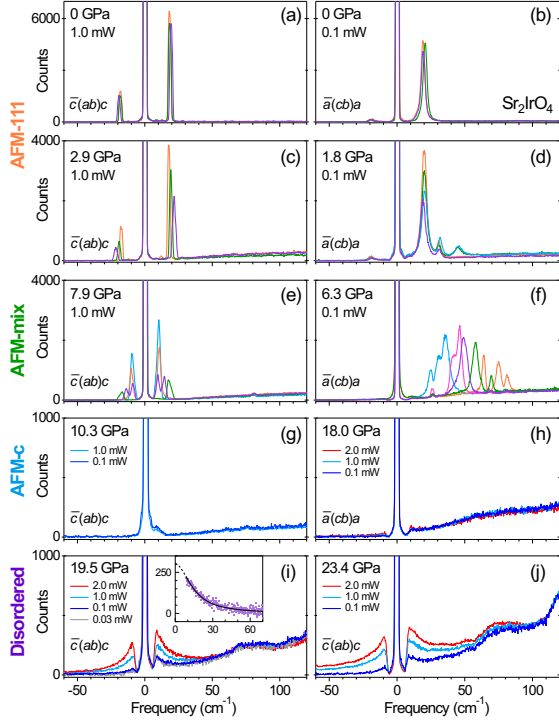 AFM-111
AFM-mix
AFM-c
Disordered
(a)
0 GPa
1.0 mW
c̅(ab)c
6000
0
Counts
(b)
0 GPa
0.1 mW
a̅(cb)a
Sr₂IrO₄
(c)
2.9 GPa
1.0 mW
c̅(ab)c
4000
2000
0
Counts
(d)
1.8 GPa
0.1 mW
a̅(cb)a
(e)
7.9 GPa
1.0 mW
c̅(ab)c
4000
2000
0
Counts
(f)
6.3 GPa
0.1 mW
a̅(cb)a
(g)
10.3 GPa
1.0 mW
0.1 mW
c̅(ab)c
1000
0
Counts
(h)
18.0 GPa
2.0 mW
1.0 mW
0.1 mW
a̅(cb)a
(i)
19.5 GPa
2.0 mW
1.0 mW
0.1 mW
0.03 mW
c̅(ab)c
1000
0
Counts
250
0
0 30 60
-50 0 50 100
Frequency (cm⁻¹)
(j)
23.4 GPa
2.0 mW
1.0 mW
0.1 mW
a̅(cb)a
-50 0 50 100
Frequency (cm⁻¹)